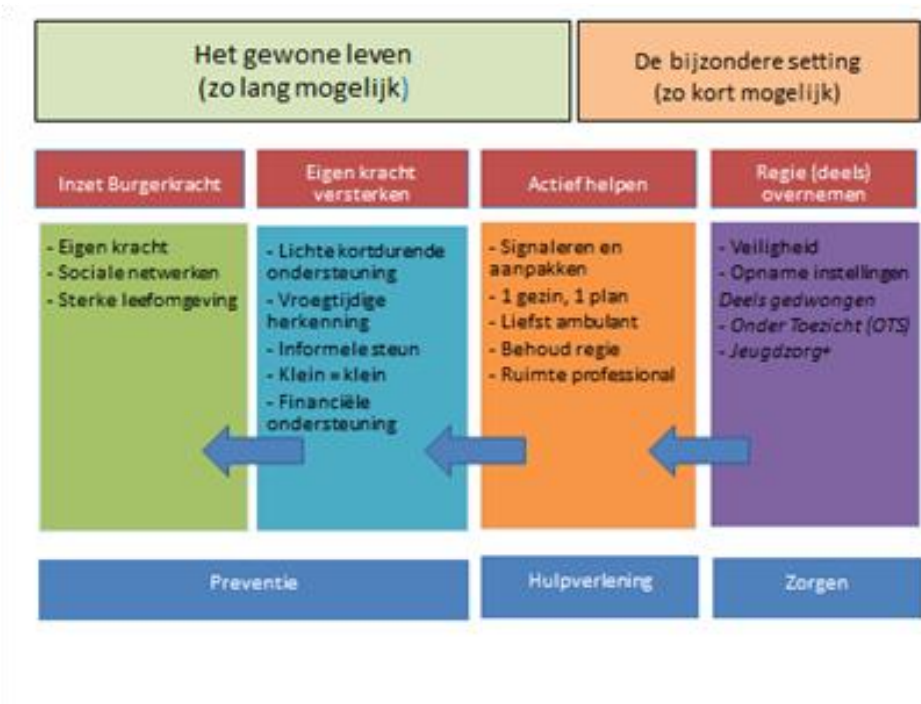 Het gewone leven
(zo lang mogelijk)
De bijzondere setting
(zo kort mogelijk)
Inzet Burgerkracht
Eigen kracht
versterken
Actief helpen
Regie (deels)
overnemen
- Eigen kracht
- Sociale netwerken
- Sterke leefomgeving
- Lichte kortdurende
ondersteuning
- Vroegtijdige
herkenning
- Informele steun
- Klein = klein
- Financiële
ondersteuning
- Signaleren en
aanpakken
- 1 gezin, 1 plan
- Liefst ambulant
- Behoud regie
- Ruimte professional
- Veiligheid
- Opname instellingen
Deels gedwongen
- Onder Toezicht (OTS)
- Jeugdzorg+
Preventie
Hulpverlening
Zorgen